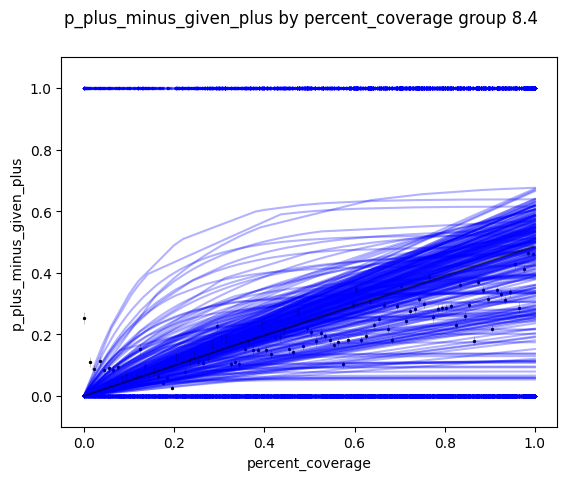 p_plus_minus_given_plus by percent_coverage group 8.4
1.0
0.8
0.6
0.4
0.2
0.0
p_plus_minus_given_plus
0.0 0.2 0.4 0.6 0.8 1.0
percent_coverage